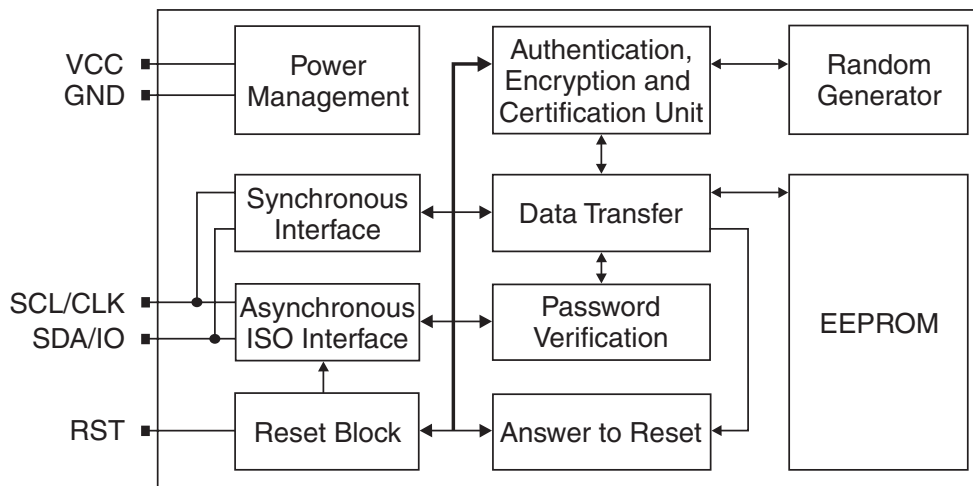 VCC
GND
Power
Management
Authentication,
Encryption and
Certification Unit
Random
Generator
Synchronous
Interface
Data Transfer
SCL/CLK
SDA/IO
Asynchronous
ISO Interface
Password
Verification
EEPROM
RST
Reset Block
Answer to Reset